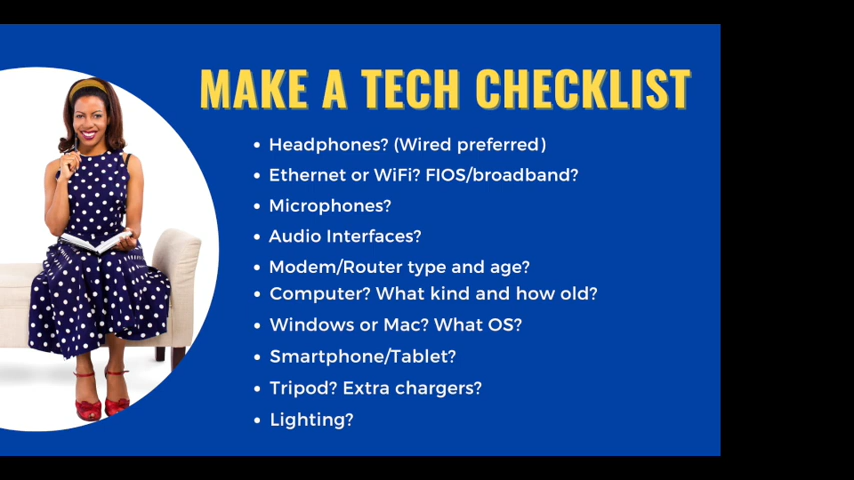 MAKE A TECH CHECKLIST
• Headphones? (Wired preferred)
• Ethernet or WiFi? FIOS/broadband?
• Microphones?
• Audio Interfaces?
• Modem/Router type and age?
• Computer? What kind and how old?
• Windows or Mac? What OS?
• Smartphone/Tablet?
• Tripod? Extra chargers?
• Lighting?